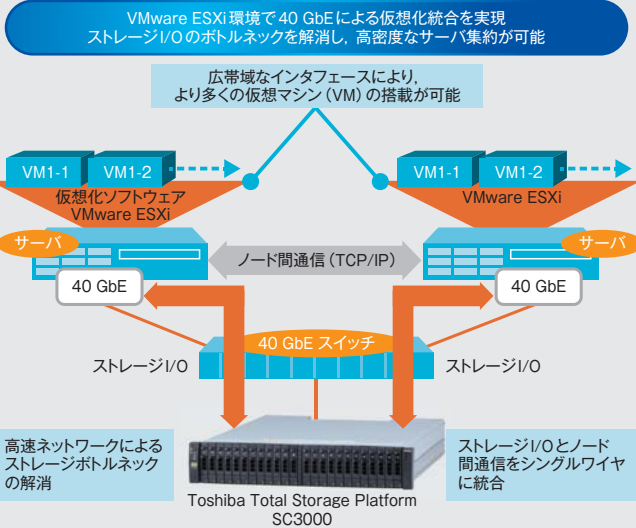 VMware ESXi 環境で 40 GbE による仮想化統合を実現
ストレージI/Oのボトルネックを解消し,高密度なサーバ集約が可能
広帯域なインタフェースにより,
より多くの仮想マシン(VM)の搭載が可能
VM1-1
VM1-2
仮想化ソフトウェア
VMware ESXi
サーバ
40 GbE
VM1-1
VM1-2
VMware ESXi
サーバ
40 GbE
ノード間通信(TCP/IP)
40 GbE スイッチ
ストレージI/O
ストレージI/O
高速ネットワークによる
ストレージボトルネック
の解消
ストレージI/Oとノード
間通信をシングルワイヤ
に統合
Toshiba Total Storage Platform
SC3000